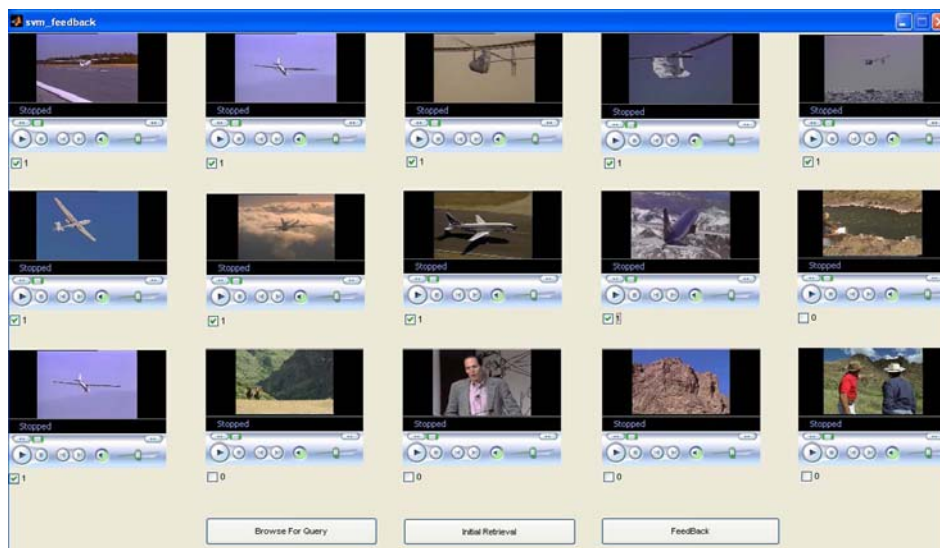 svm_feedback
Stopped Stopped Stopped Stopped Stopped
1 1 1 1 1
Stopped Stopped Stopped Stopped Stopped
1 1 1 1 0
Stopped Stopped Stopped Stopped Stopped
1 0 0 0 0
Browse For Query Initial Retrieval FeedBack